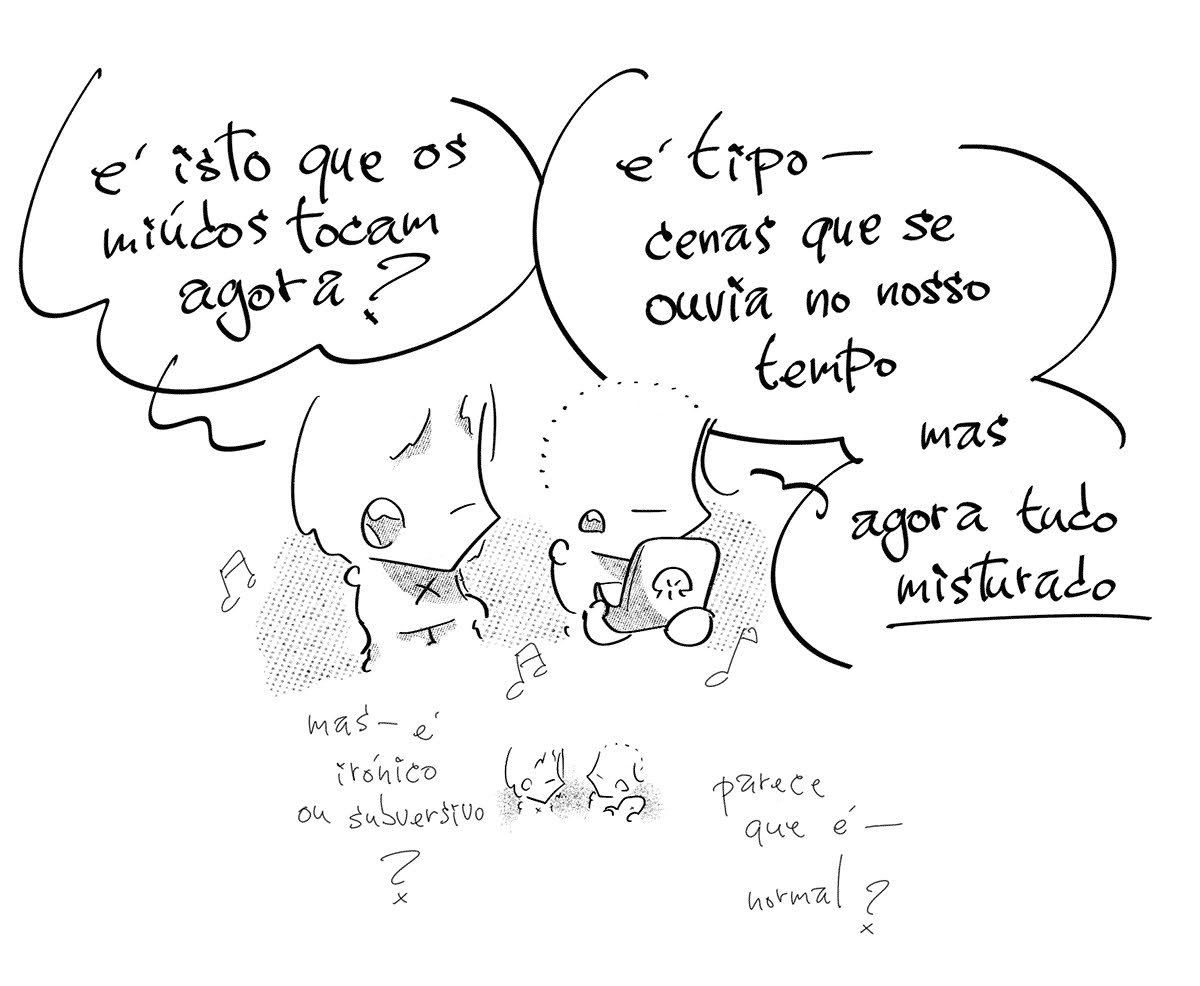 é isto que os
miúdos tocam
agora?
é tipo —
cenas que se
ouvia no nosso
tempo
mas
agora tudo
misturado
mas — é
irónico
ou subversivo
?
parece
que é —
normal?